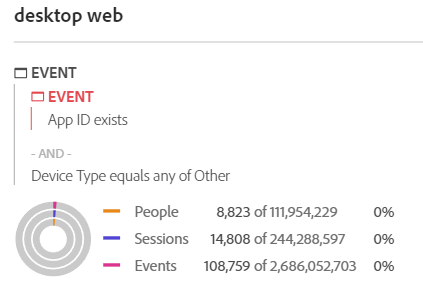 desktop web
EVENT
EVENT
App ID exists
- AND -
Device Type equals any of Other
People 8,823 of 111,954,229 0%
Sessions 14,808 of 244,288,597 0%
Events 108,759 of 2,686,052,703 0%